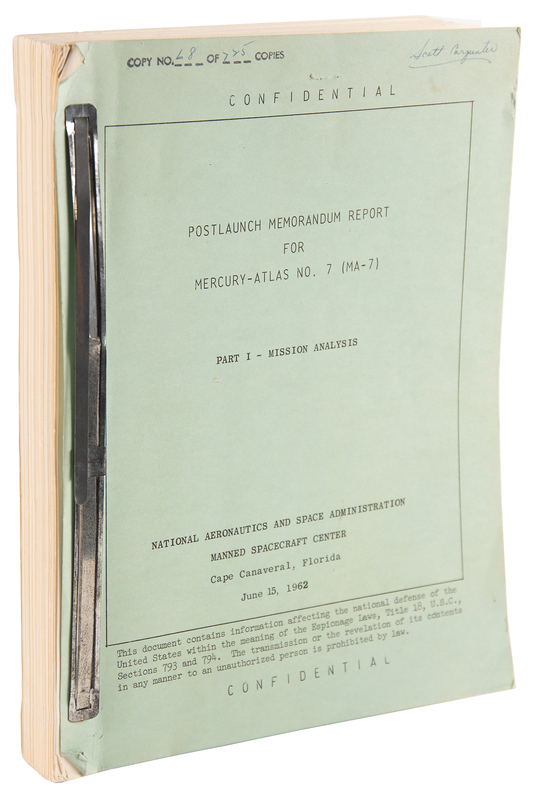 COPY NO. 68 OF 225 COPIES
Scott Carpenter
CONFIDENTIAL
POSTLAUNCH MEMORANDUM REPORT
FOR
MERCURY-ATLAS NO. 7 (MA-7)
PART I - MISSION ANALYSIS
NATIONAL AERONAUTICS AND SPACE ADMINISTRATION
MANNED SPACECRAFT CENTER
Cape Canaveral, Florida
June 15, 1962
This document contains information affecting the national defense of the
United States within the meaning of the Espionage Laws, Title 18, U.S.C.,
Sections 793 and 794. The transmission or the revelation of its contents
in any manner to an unauthorized person is prohibited by law.
CONFIDENTIAL